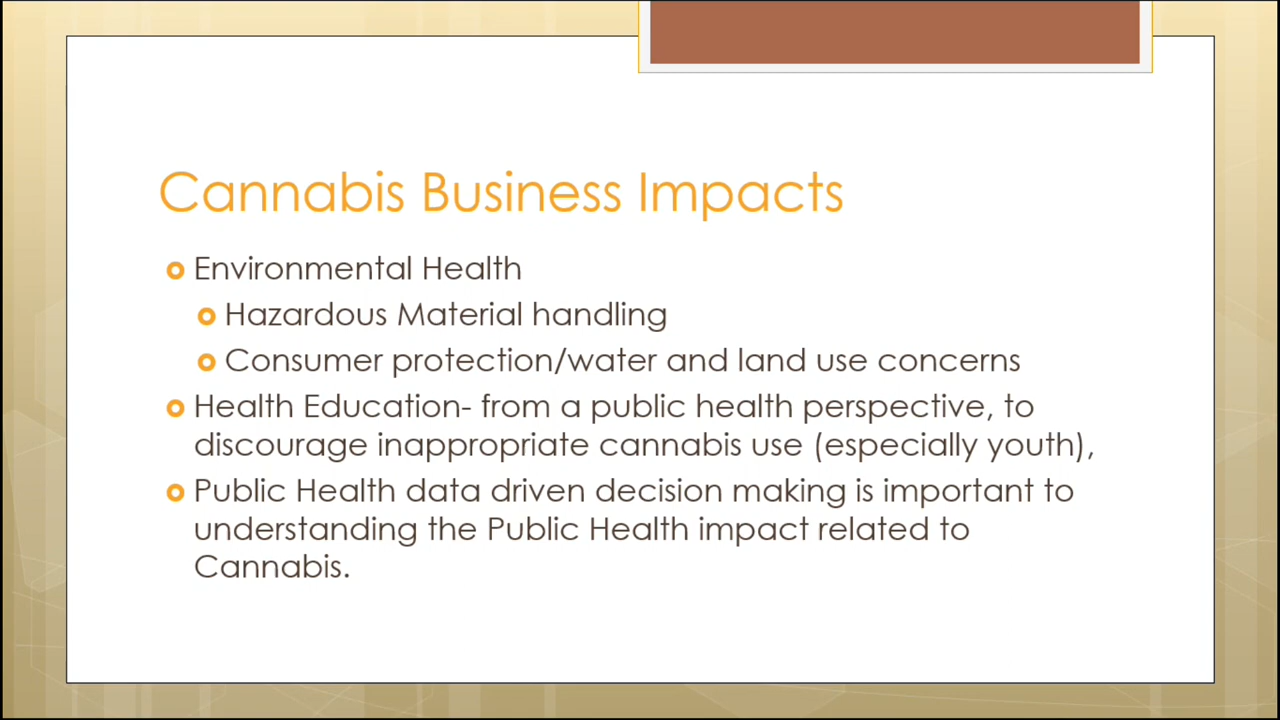 Cannabis Business Impacts
Environmental Health
Hazardous Material handling
Consumer protection/water and land use concerns
Health Education- from a public health perspective, to
discourage inappropriate cannabis use (especially youth),
Public Health data driven decision making is important to
understanding the Public Health impact related to
Cannabis.